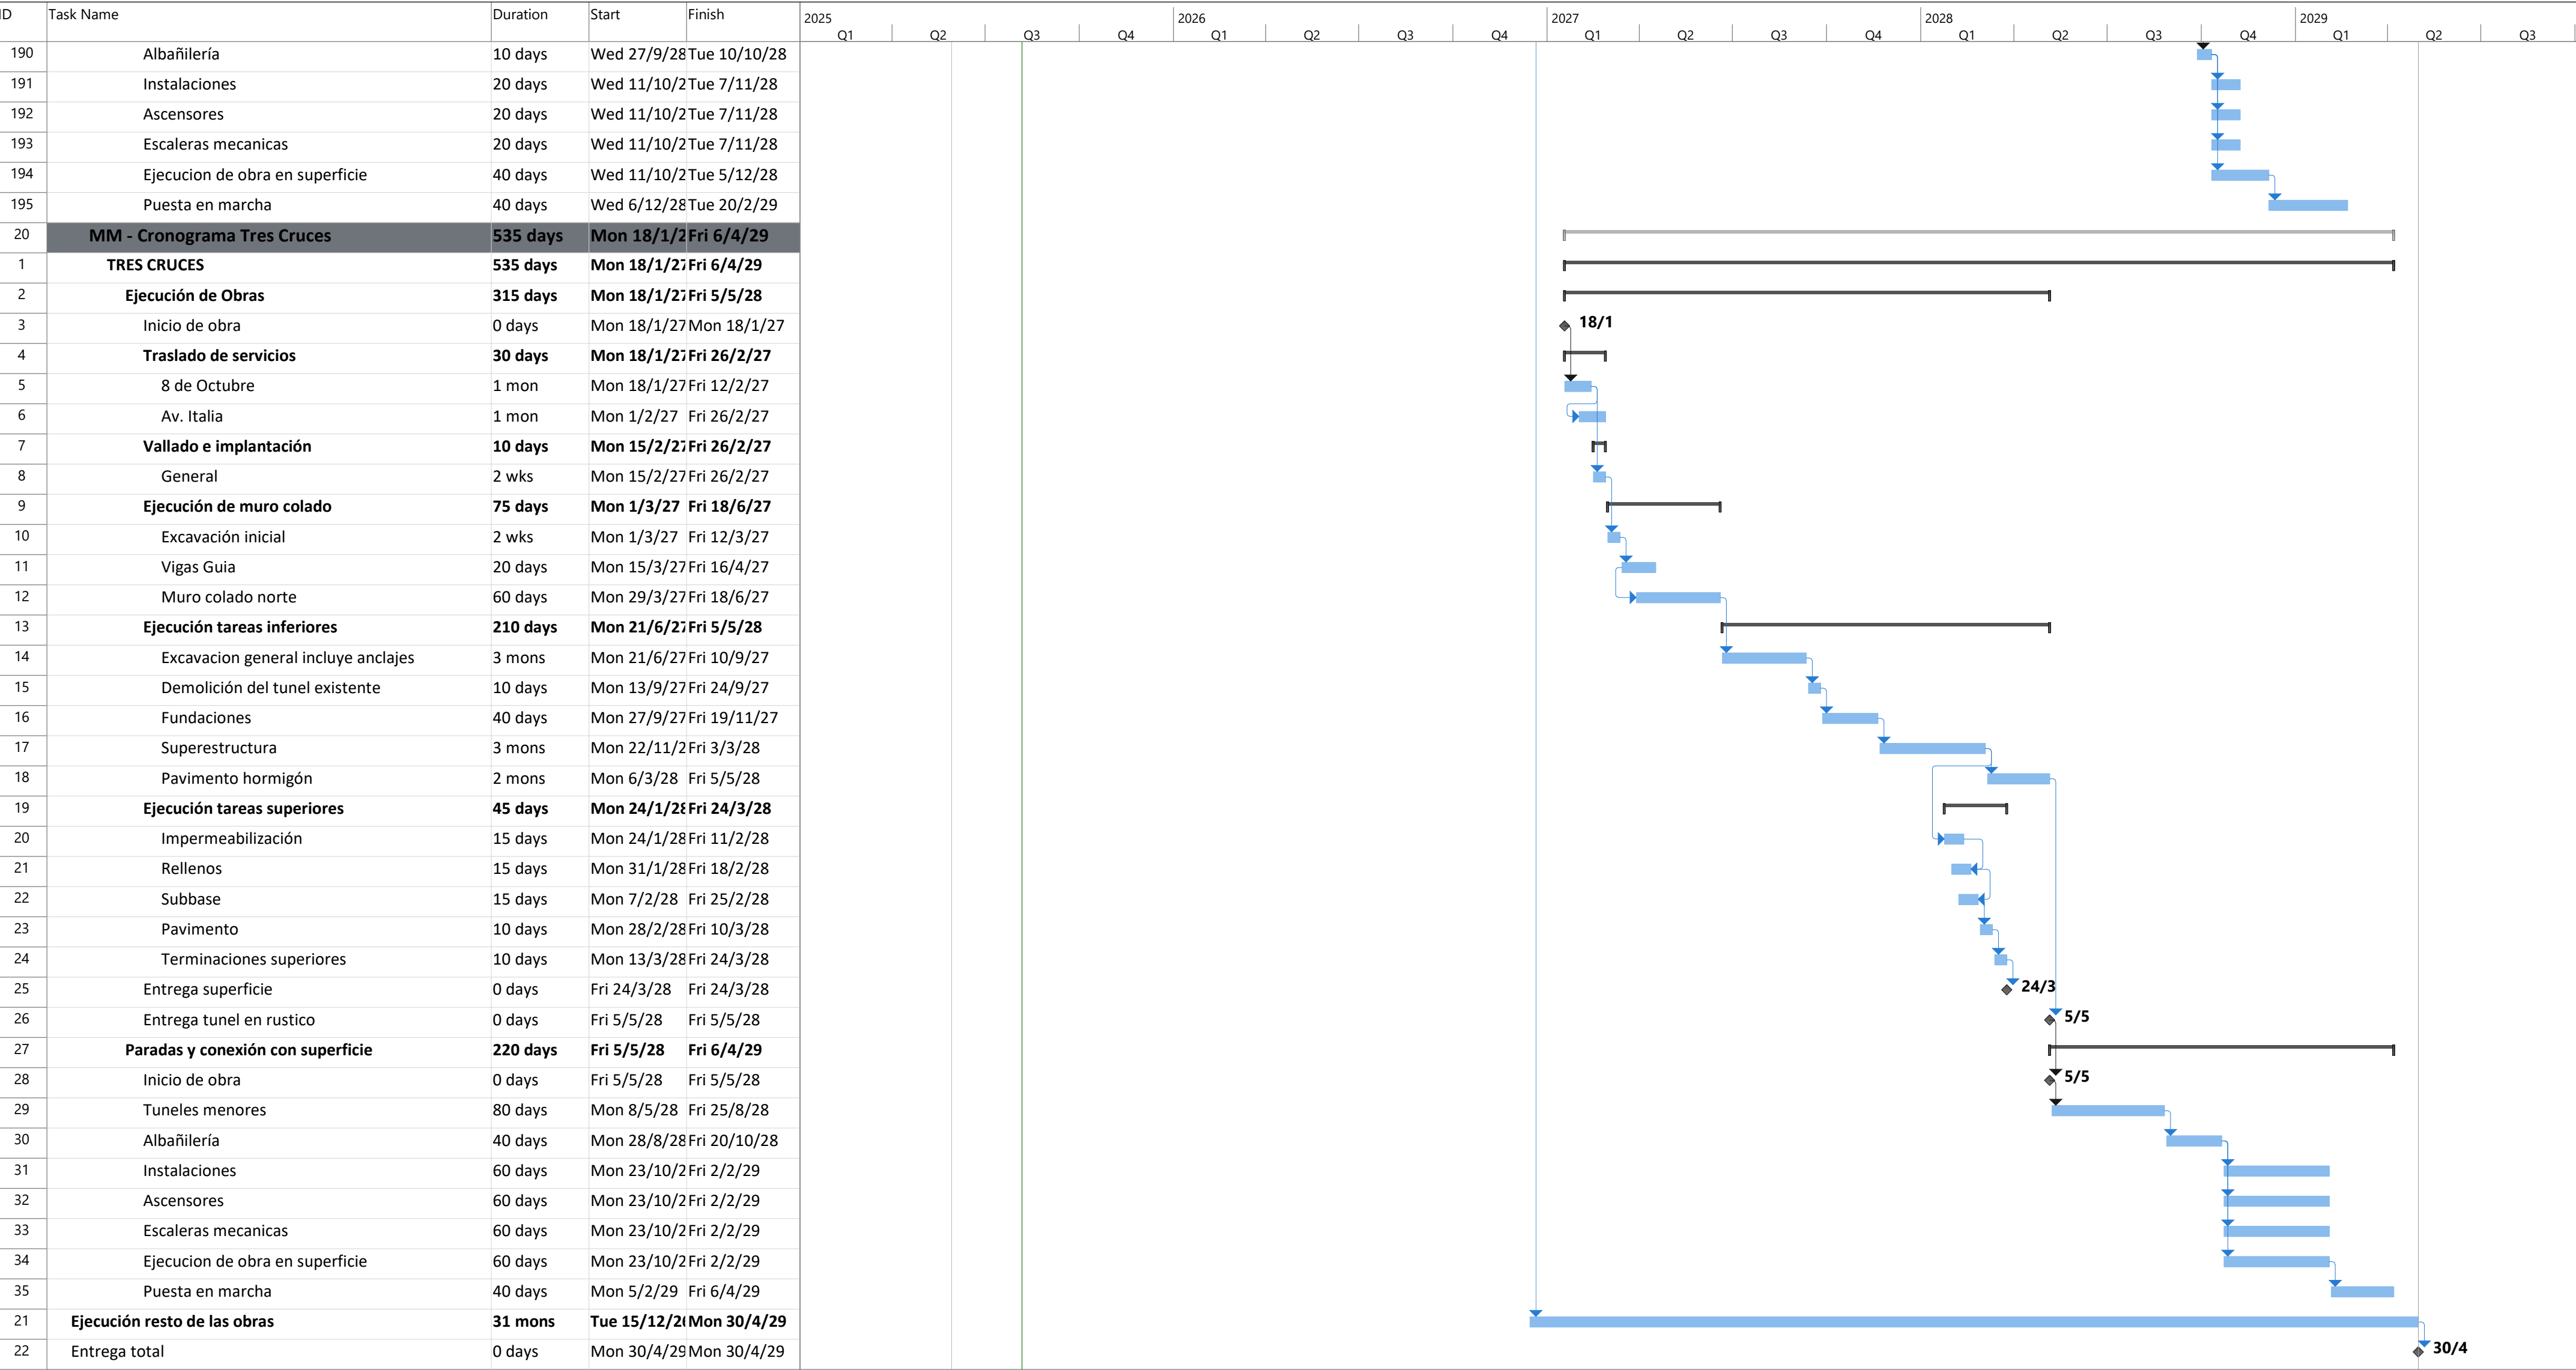 ID Task Name Duration Start Finish 2025 2026 2027 2028 2029
Q1 Q2 Q3 Q4 Q1 Q2 Q3 Q4 Q1 Q2 Q3 Q4 Q1 Q2 Q3 Q4 Q1 Q2 Q3
190 Albañilería 10 days Wed 27/9/28 Tue 10/10/28
191 Instalaciones 20 days Wed 11/10/2 Tue 7/11/28
192 Ascensores 20 days Wed 11/10/2 Tue 7/11/28
193 Escaleras mecanicas 20 days Wed 11/10/2 Tue 7/11/28
194 Ejecucion de obra en superficie 40 days Wed 11/10/2 Tue 5/12/28
195 Puesta en marcha 40 days Wed 6/12/28 Tue 20/2/29
20 MM - Cronograma Tres Cruces 535 days Mon 18/1/2 Fri 6/4/29
1 TRES CRUCES 535 days Mon 18/1/27 Fri 6/4/29
2 Ejecución de Obras 315 days Mon 18/1/27 Fri 5/5/28
3 Inicio de obra 0 days Mon 18/1/27 Mon 18/1/27 18/1
4 Traslado de servicios 30 days Mon 18/1/27 Fri 26/2/27
5 8 de Octubre 1 mon Mon 18/1/27 Fri 12/2/27
6 Av. Italia 1 mon Mon 1/2/27 Fri 26/2/27
7 Vallado e implantación 10 days Mon 15/2/27 Fri 26/2/27
8 General 2 wks Mon 15/2/27 Fri 26/2/27
9 Ejecución de muro colado 75 days Mon 1/3/27 Fri 18/6/27
10 Excavación inicial 2 wks Mon 1/3/27 Fri 12/3/27
11 Vigas Guia 20 days Mon 15/3/27 Fri 16/4/27
12 Muro colado norte 60 days Mon 29/3/27 Fri 18/6/27
13 Ejecución tareas inferiores 210 days Mon 21/6/27 Fri 5/5/28
14 Excavacion general incluye anclajes 3 mons Mon 21/6/27 Fri 10/9/27
15 Demolición del tunel existente 10 days Mon 13/9/27 Fri 24/9/27
16 Fundaciones 40 days Mon 27/9/27 Fri 19/11/27
17 Superestructura 3 mons Mon 22/11/2 Fri 3/3/28
18 Pavimento hormigón 2 mons Mon 6/3/28 Fri 5/5/28
19 Ejecución tareas superiores 45 days Mon 24/1/28 Fri 24/3/28
20 Impermeabilización 15 days Mon 24/1/28 Fri 11/2/28
21 Rellenos 15 days Mon 31/1/28 Fri 18/2/28
22 Subbase 15 days Mon 7/2/28 Fri 25/2/28
23 Pavimento 10 days Mon 28/2/28 Fri 10/3/28
24 Terminaciones superiores 10 days Mon 13/3/28 Fri 24/3/28
25 Entrega superficie 0 days Fri 24/3/28 Fri 24/3/28 24/3
26 Entrega tunel en rustico 0 days Fri 5/5/28 Fri 5/5/28 5/5
27 Paradas y conexión con superficie 220 days Fri 5/5/28 Fri 6/4/29
28 Inicio de obra 0 days Fri 5/5/28 Fri 5/5/28 5/5
29 Tuneles menores 80 days Mon 8/5/28 Fri 25/8/28
30 Albañilería 40 days Mon 28/8/28 Fri 20/10/28
31 Instalaciones 60 days Mon 23/10/2 Fri 2/2/29
32 Ascensores 60 days Mon 23/10/2 Fri 2/2/29
33 Escaleras mecanicas 60 days Mon 23/10/2 Fri 2/2/29
34 Ejecucion de obra en superficie 60 days Mon 23/10/2 Fri 2/2/29
35 Puesta en marcha 40 days Mon 5/2/29 Fri 6/4/29
21 Ejecución resto de las obras 31 mons Tue 15/12/26 Mon 30/4/29
22 Entrega total 0 days Mon 30/4/29 Mon 30/4/29 30/4